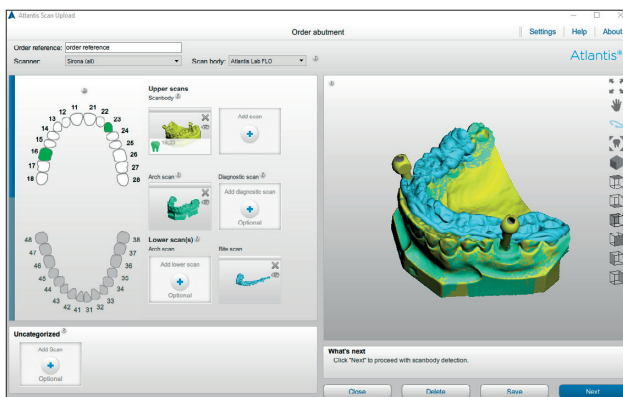 Atlantis Scan Upload
Order abutment
Settings
Help
About
Order reference: order reference
Scanner: Sirona (all)
Scan body: Atlantis Lab FLO
Atlantis®
Upper scans
Scanbody
16,23
Add scan
Arch scan
Diagnostic scan
Add diagnostic scan
Optional
Lower scan(s)
Arch scan
Bite scan
Add lower scan
Optional
18 17 16 15 14 13 12 11 21 22 23 24 25 26 27 28
48 47 46 45 44 43 42 41 31 32 33 34 35 36 37 38
Uncategorized
Add Scan
Optional
What's next
Click "Next" to proceed with scanbody detection.
Close
Delete
Save
Next